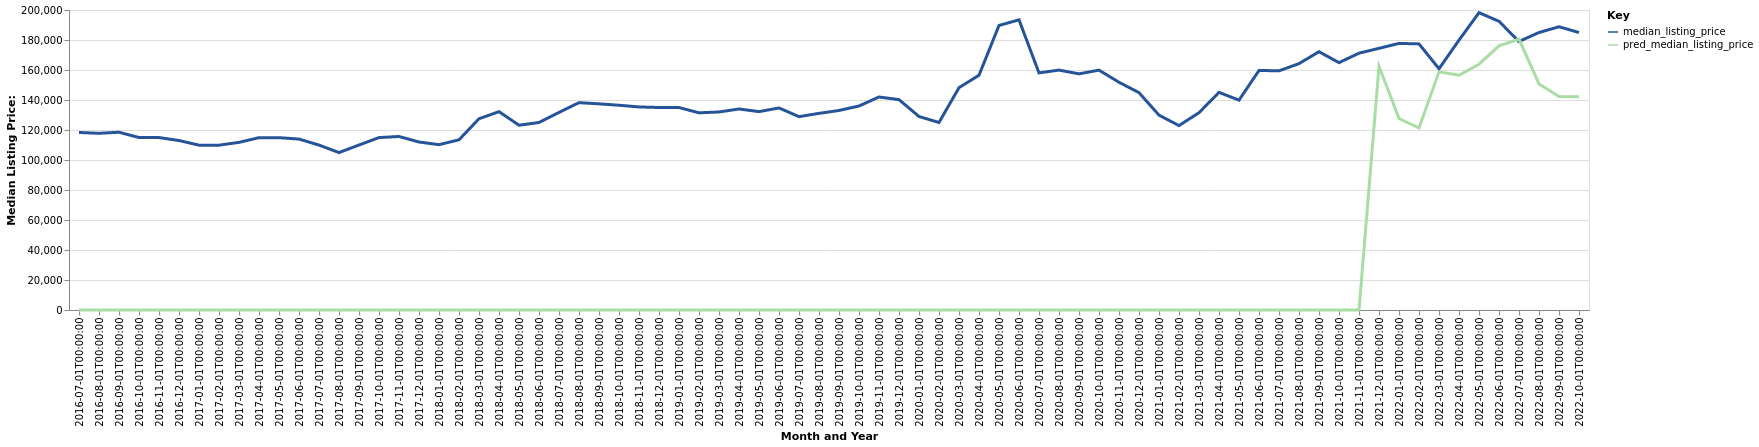 200,000
180,000
160,000
140,000
120,000
100,000
80,000
60,000
40,000
20,000
0
Median Listing Price:
2016-07-01T00:00:00
2016-08-01T00:00:00
2016-09-01T00:00:00
2016-10-01T00:00:00
2016-11-01T00:00:00
2016-12-01T00:00:00
2017-01-01T00:00:00
2017-02-01T00:00:00
2017-03-01T00:00:00
2017-04-01T00:00:00
2017-05-01T00:00:00
2017-06-01T00:00:00
2017-07-01T00:00:00
2017-08-01T00:00:00
2017-09-01T00:00:00
2017-10-01T00:00:00
2017-11-01T00:00:00
2017-12-01T00:00:00
2018-01-01T00:00:00
2018-02-01T00:00:00
2018-03-01T00:00:00
2018-04-01T00:00:00
2018-05-01T00:00:00
2018-06-01T00:00:00
2018-07-01T00:00:00
2018-08-01T00:00:00
2018-09-01T00:00:00
2018-10-01T00:00:00
2018-11-01T00:00:00
2018-12-01T00:00:00
2019-01-01T00:00:00
2019-02-01T00:00:00
2019-03-01T00:00:00
2019-04-01T00:00:00
2019-05-01T00:00:00
2019-06-01T00:00:00
2019-07-01T00:00:00
2019-08-01T00:00:00
2019-09-01T00:00:00
2019-10-01T00:00:00
2019-11-01T00:00:00
2019-12-01T00:00:00
2020-01-01T00:00:00
2020-02-01T00:00:00
2020-03-01T00:00:00
2020-04-01T00:00:00
2020-05-01T00:00:00
2020-06-01T00:00:00
2020-07-01T00:00:00
2020-08-01T00:00:00
2020-09-01T00:00:00
2020-10-01T00:00:00
2020-11-01T00:00:00
2020-12-01T00:00:00
2021-01-01T00:00:00
2021-02-01T00:00:00
2021-03-01T00:00:00
2021-04-01T00:00:00
2021-05-01T00:00:00
2021-06-01T00:00:00
2021-07-01T00:00:00
2021-08-01T00:00:00
2021-09-01T00:00:00
2021-10-01T00:00:00
2021-11-01T00:00:00
2021-12-01T00:00:00
2022-01-01T00:00:00
2022-02-01T00:00:00
2022-03-01T00:00:00
2022-04-01T00:00:00
2022-05-01T00:00:00
2022-06-01T00:00:00
2022-07-01T00:00:00
2022-08-01T00:00:00
2022-09-01T00:00:00
2022-10-01T00:00:00
Month and Year
Key
median_listing_price
pred_median_listing_price